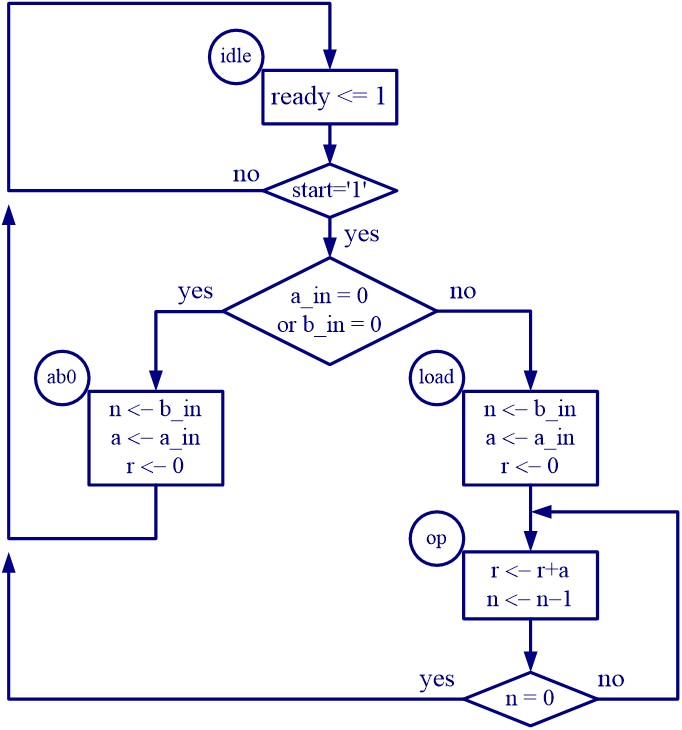 idle
ready <= 1
no
start='1'
yes
yes
a_in = 0
or b_in = 0
no
ab0
n <– b_in
a <– a_in
r <– 0
load
n <– b_in
a <– a_in
r <– 0
op
r <– r+a
n <– n–1
yes
n = 0
no